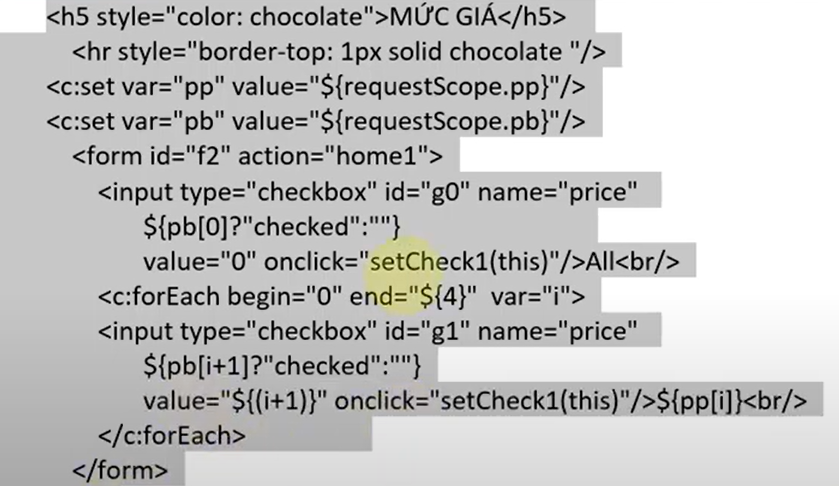 <h5 style="color: chocolate">MỨC GIÁ</h5>
<hr style="border-top: 1px solid chocolate "/>
<c:set var="pp" value="${requestScope.pp}"/>
<c:set var="pb" value="${requestScope.pb}"/>
<form id="f2" action="home1">
<input type="checkbox" id="g0" name="price"
${pb[0]?"checked":""}
value="0" onclick="setCheck1(this)"/>All<br/>
<c:forEach begin="0" end="${4}" var="i">
<input type="checkbox" id="g1" name="price"
${pb[i+1]?"checked":""}
value="${(i+1)}" onclick="setCheck1(this)"/>${pp[i]}<br/>
</c:forEach>
</form>